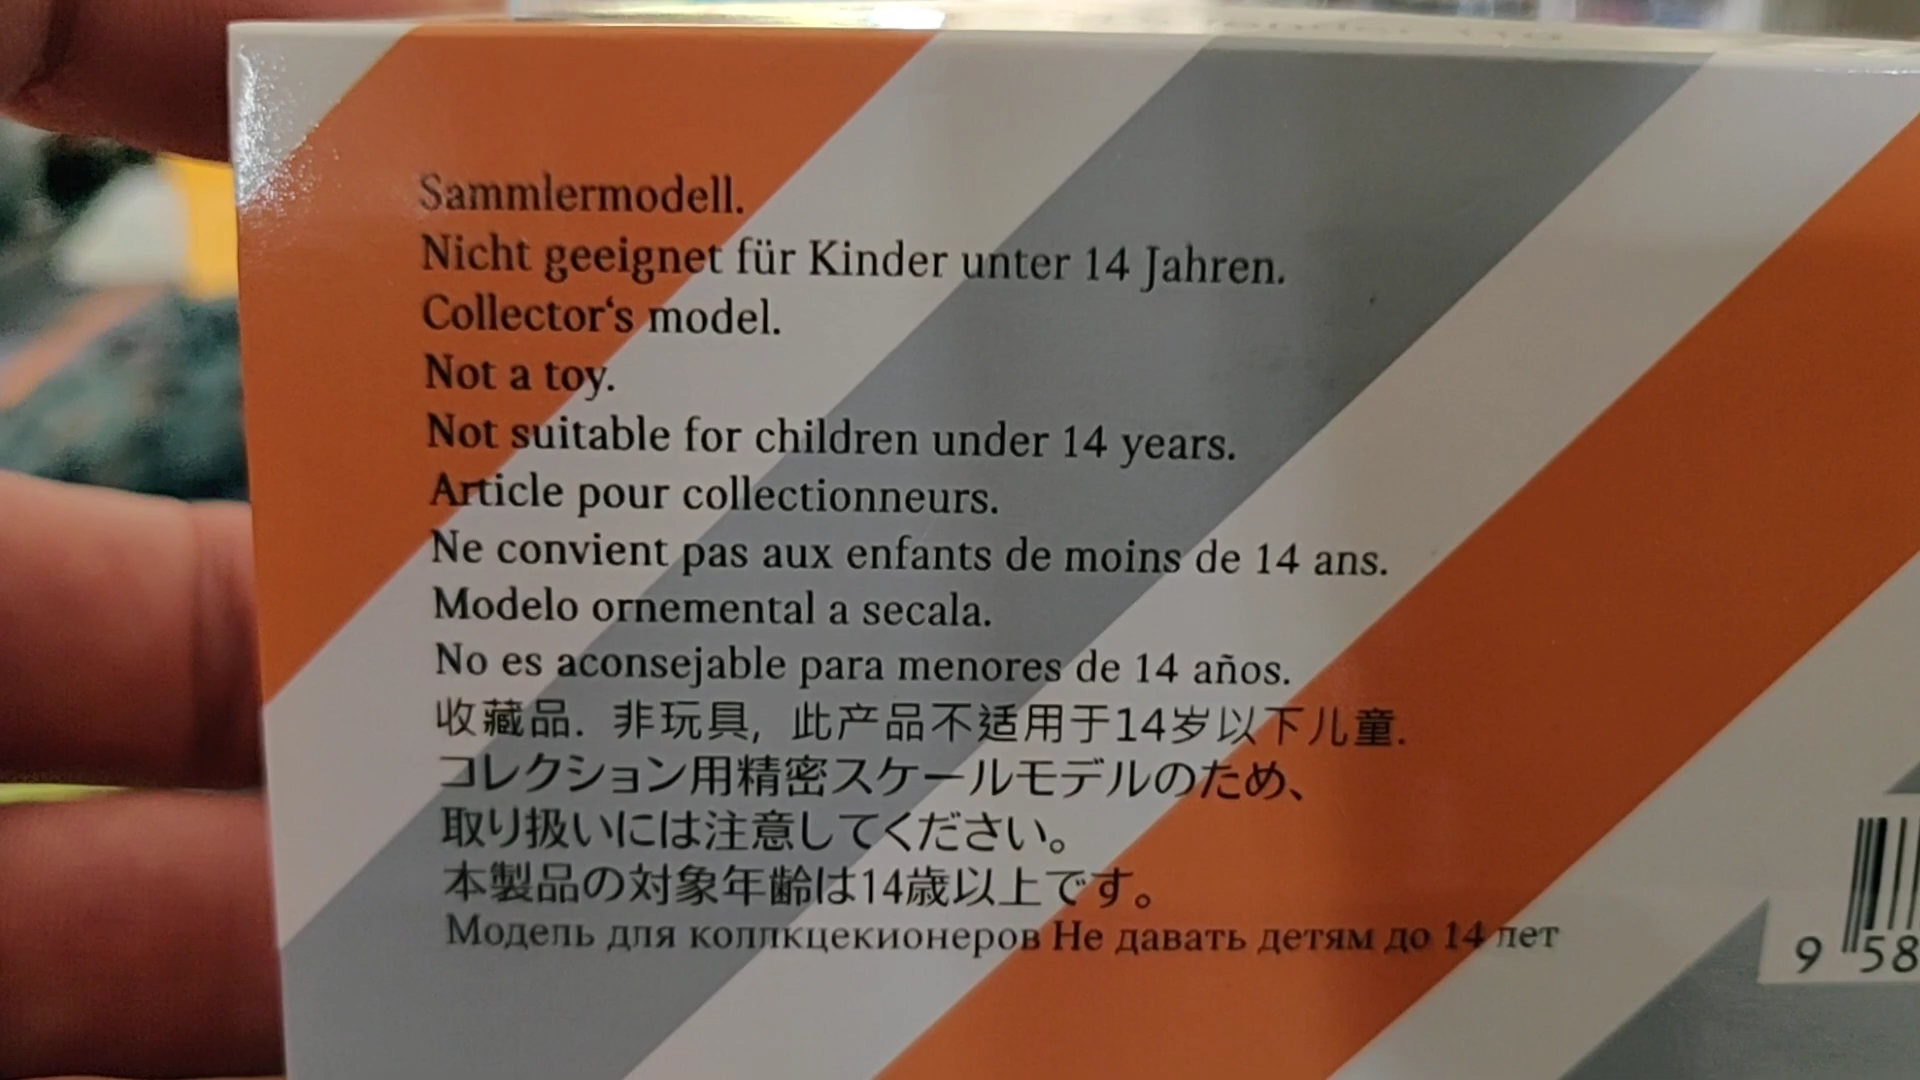 Sammlermodell.
Nicht geeignet für Kinder unter 14 Jahren.
Collector‘s model.
Not a toy.
Not suitable for children under 14 years.
Article pour collectionneurs.
Ne convient pas aux enfants de moins de 14 ans.
Modelo ornemental a secala.
No es aconsejable para menores de 14 años.
收藏品. 非玩具, 此产品不适用于14岁以下儿童.
コレクション用精密スケールモデルのため、
取り扱いには注意してください。
本製品の対象年齢は14歳以上です。
Модель для коллкцекионеров Не давать детям до 14 лет
9 58